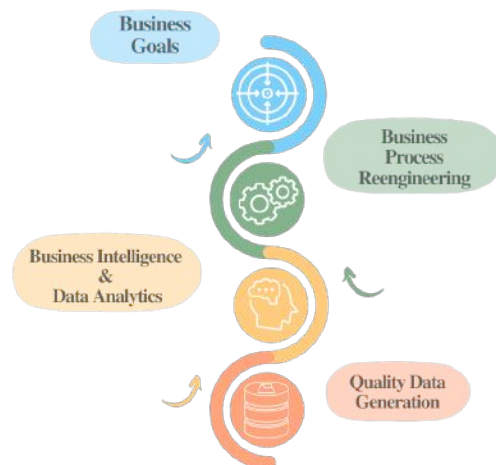 Business
Goals
Business
Process
Reengineering
Business Intelligence
&
Data Analytics
Quality Data
Generation